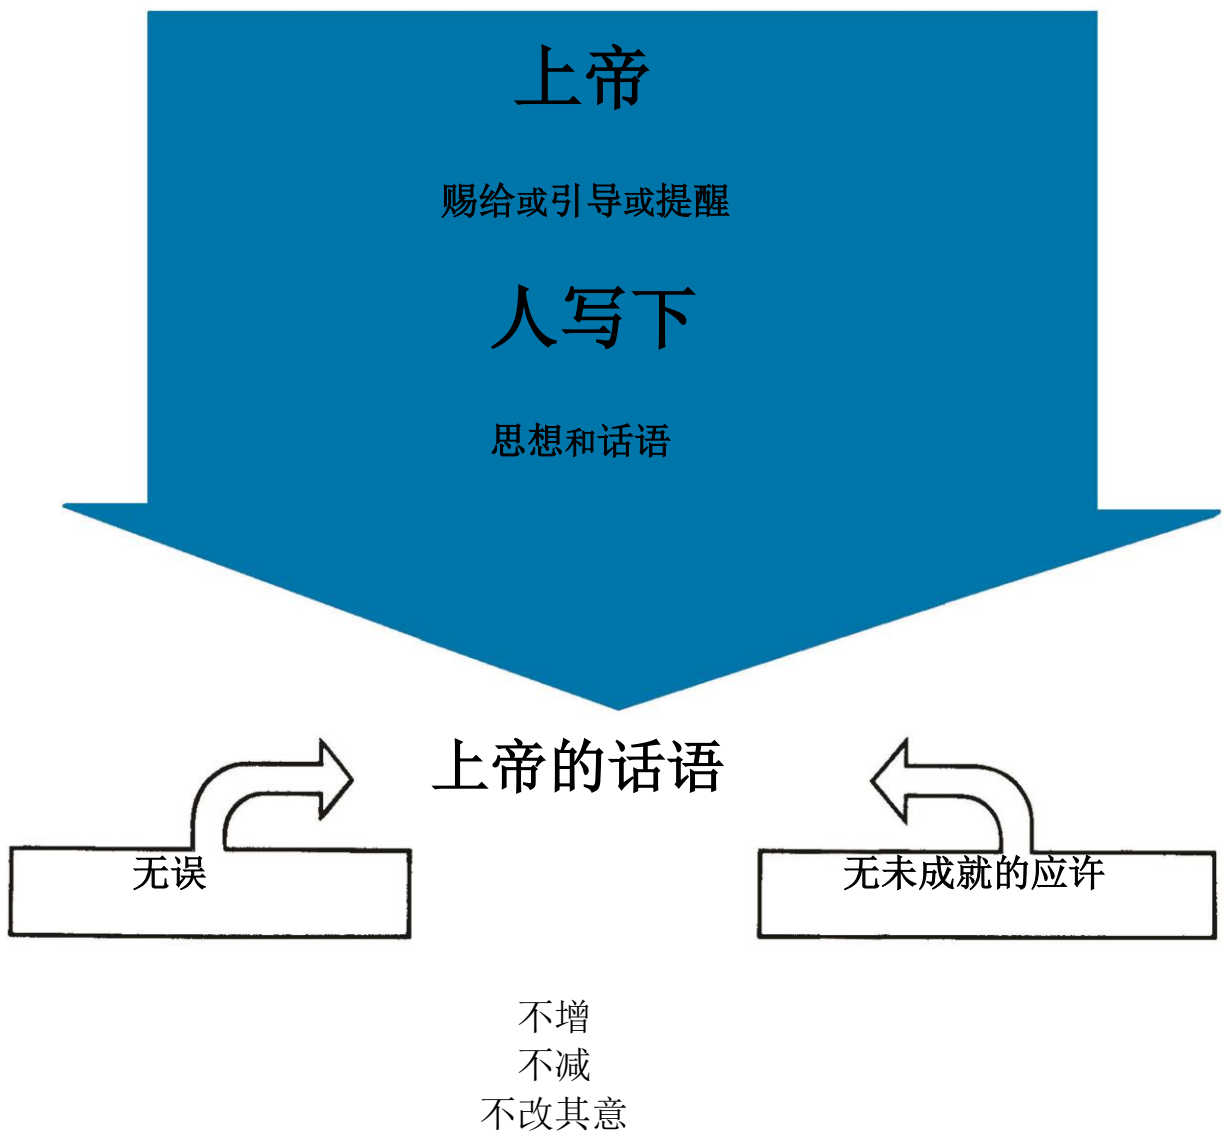 上帝
赐给或引导或提醒
人写下
思想和话语
上帝的话语
无误
无未成就的应许
不增
不减
不改其意